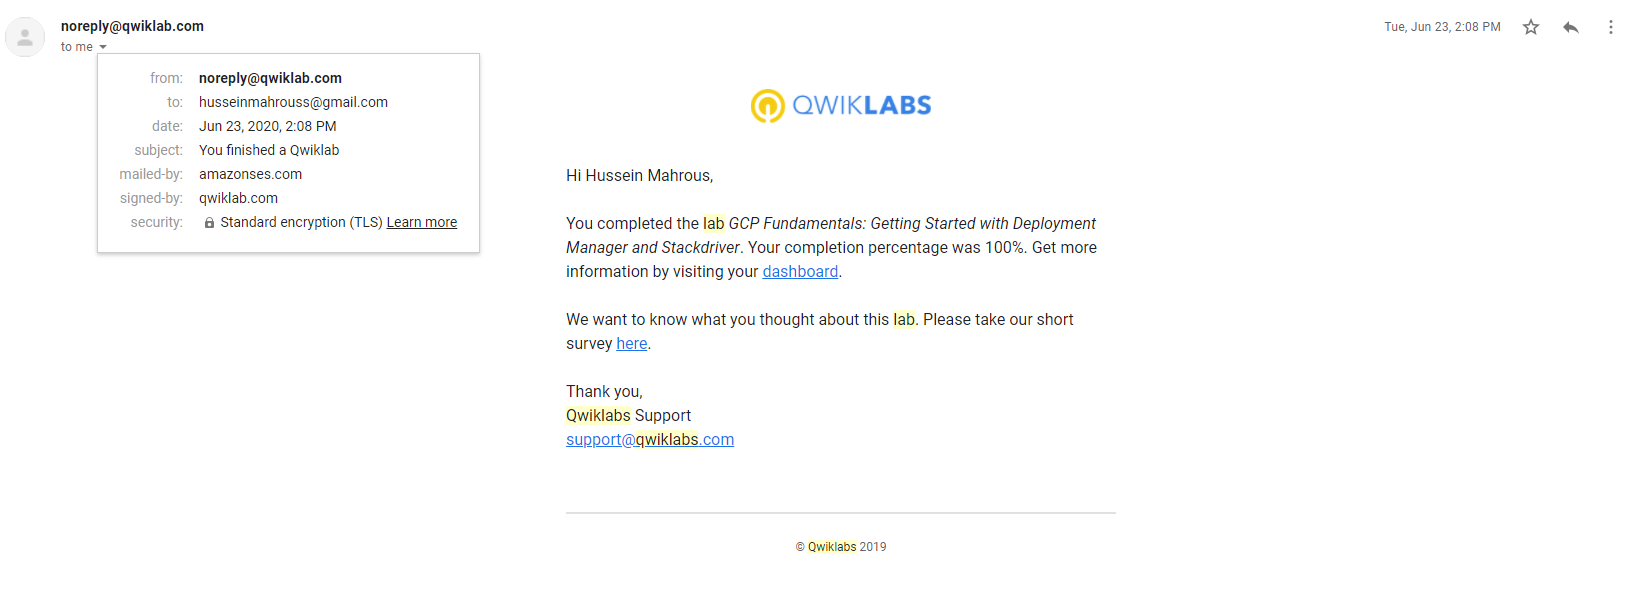 noreply@qwiklab.com
Tue, Jun 23, 2:08 PM
to me
from: noreply@qwiklab.com
to: husseinmahrouss@gmail.com
date: Jun 23, 2020, 2:08 PM
subject: You finished a Qwiklab
mailed-by: amazonses.com
signed-by: qwiklab.com
security: Standard encryption (TLS) Learn more
QWIKLABS
Hi Hussein Mahrous,
You completed the lab GCP Fundamentals: Getting Started with Deployment
Manager and Stackdriver. Your completion percentage was 100%. Get more
information by visiting your dashboard.
We want to know what you thought about this lab. Please take our short
survey here.
Thank you,
Qwiklabs Support
support@qwiklabs.com
© Qwiklabs 2019